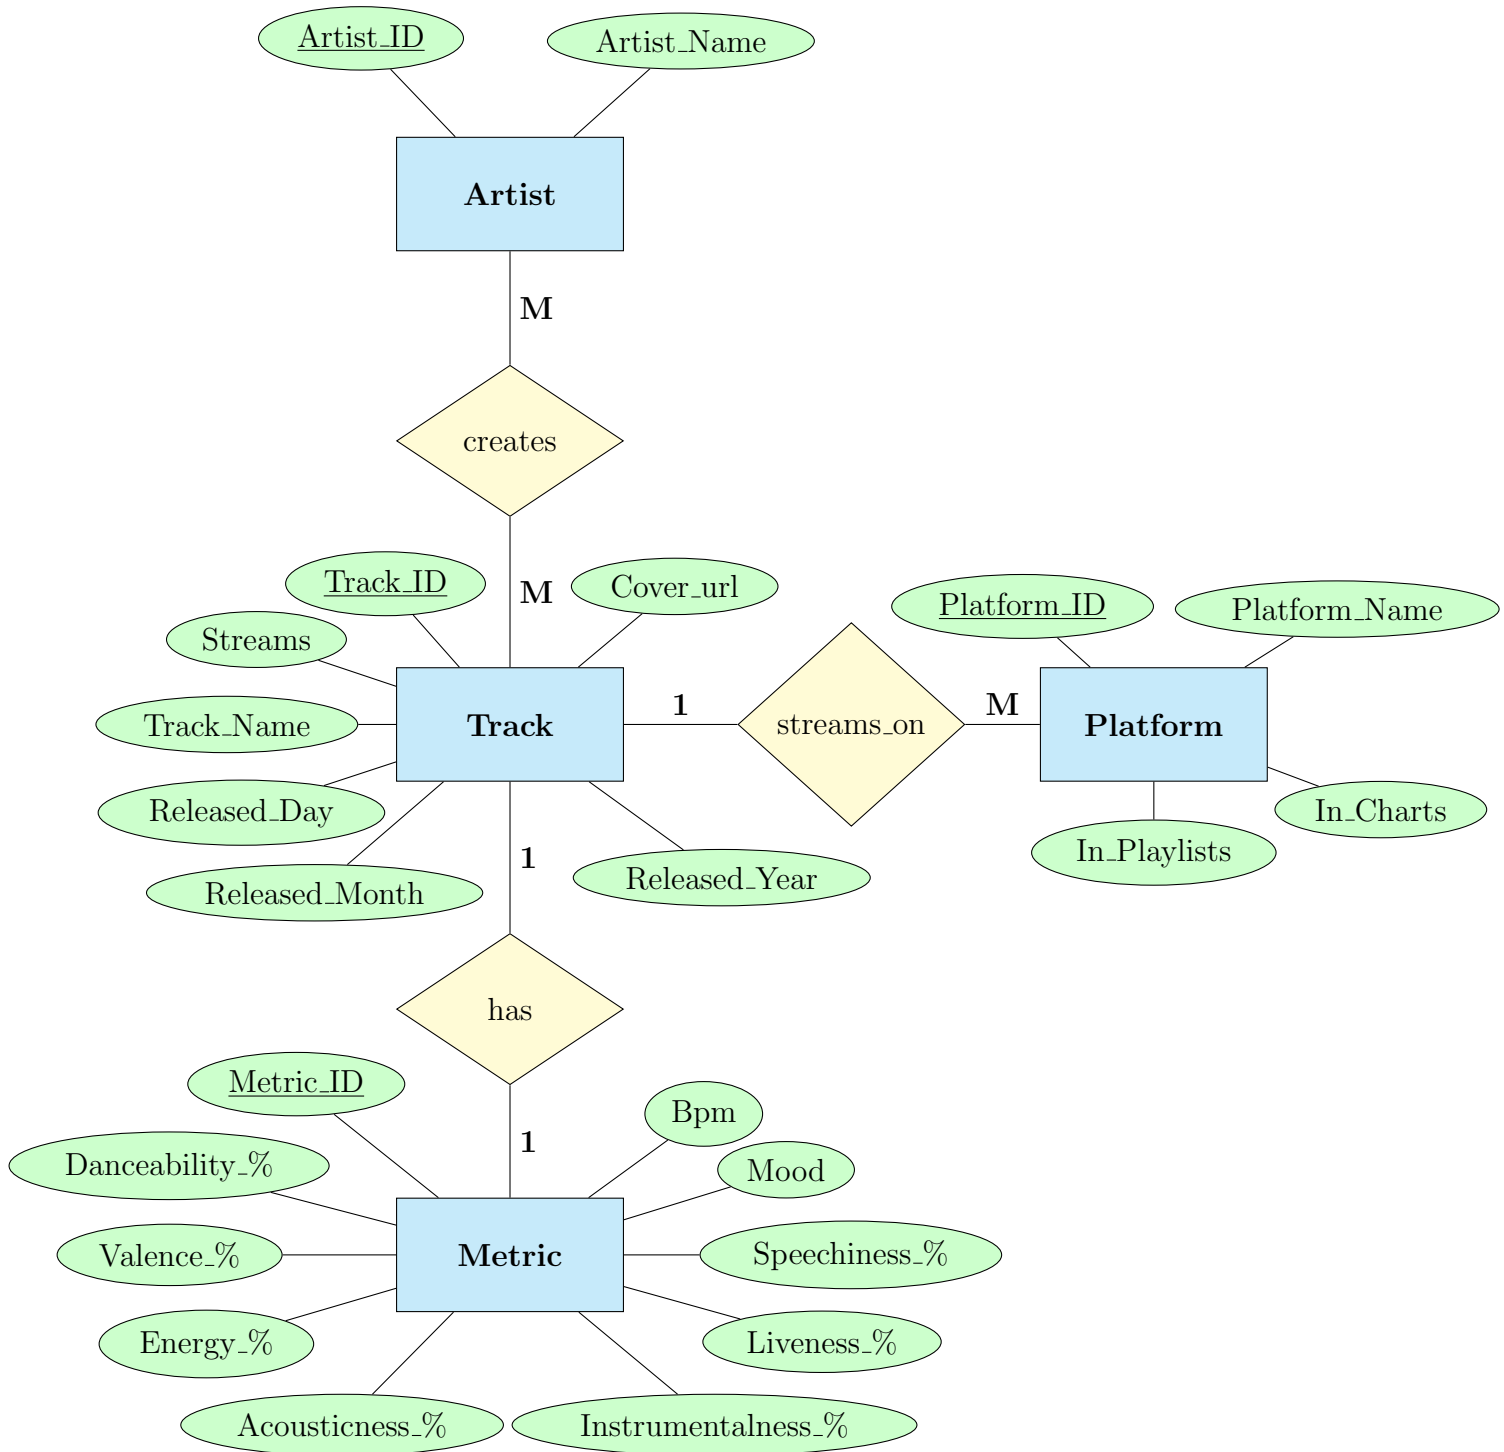 Artist_ID
Artist_Name
Artist
M
creates
M
Track_ID
Cover_url
Streams
Track_Name
Released_Day
Released_Month
Released_Year
Track
1
streams_on
M
Platform_ID
Platform_Name
Platform
In_Charts
In_Playlists
1
has
1
Metric_ID
Bpm
Danceability_%
Mood
Valence_%
Metric
Speechiness_%
Energy_%
Liveness_%
Acousticness_%
Instrumentalness_%